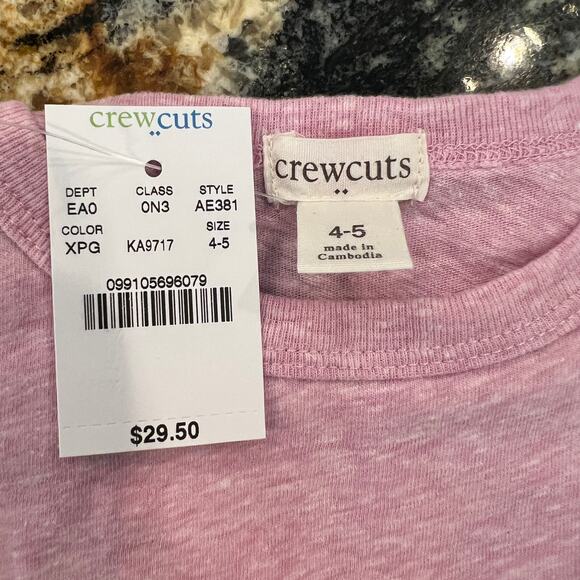 crewcuts
DEPT CLASS STYLE
EA0 0N3 AE381
COLOR SIZE
XPG KA9717 4-5
099105696079
$29.50
crewcuts
4-5
made in
Cambodia